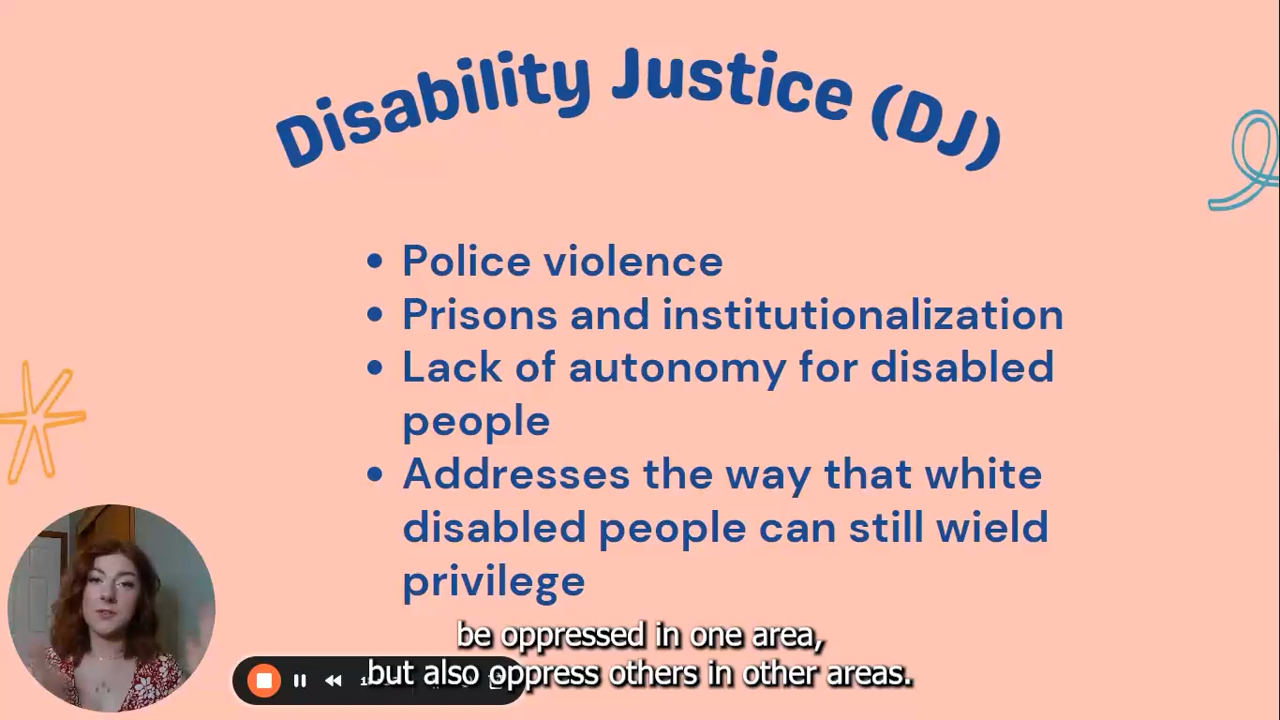 Disability Justice (DJ)
• Police violence
• Prisons and institutionalization
• Lack of autonomy for disabled
people
• Addresses the way that white
disabled people can still wield
privilege
be oppressed in one area,
but also oppress others in other areas.